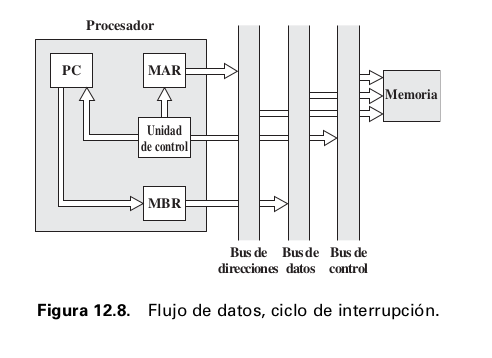 Procesador
PC
MAR
Memoria
Unidad
de control
MBR
Bus de
direcciones
Bus de
datos
Bus de
control
Figura 12.8. Flujo de datos, ciclo de interrupción.